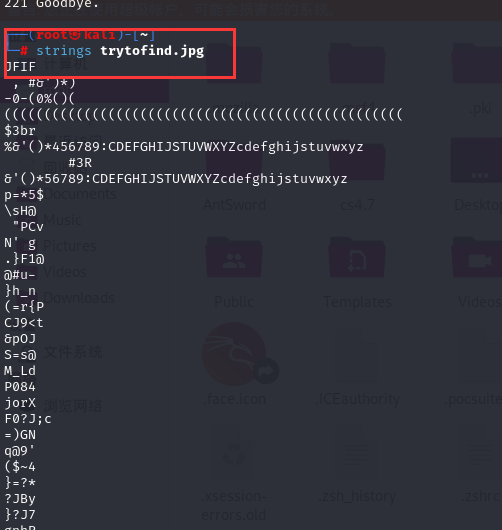 221 Goodbye.
(root㉿kali)-[~]
# strings trytofind.jpg
JFIF
 , #&')*)
-0-(0%()(
((((((((((((((((((((((((((((((((((((((((((((((((((
$3br
%&'()*456789:CDEFGHIJSTUVWXYZcdefghijstuvwxyz
#3R
&'()*56789:CDEFGHIJSTUVWXYZcdefghijstuvwxyz
p=*5$
\sH@
 "PCv
N' g
.}F1@
@#u-
}h_n
(=r{P
CJ9<t
&pOJ
S=s@
M_Ld
P084
jorX
F0?J;c
=)GN
q@9'
($~4
}=?*
?JBy
}?J7
AntSword
cs4.7
Desktop
Documents
Music
Pictures
Videos
Downloads
文件系统
浏览网络
Public
Templates
Videos
.face.icon
.ICEauthority
.pocsuite
.xsession-errors.old
.zsh_history
.zshrc